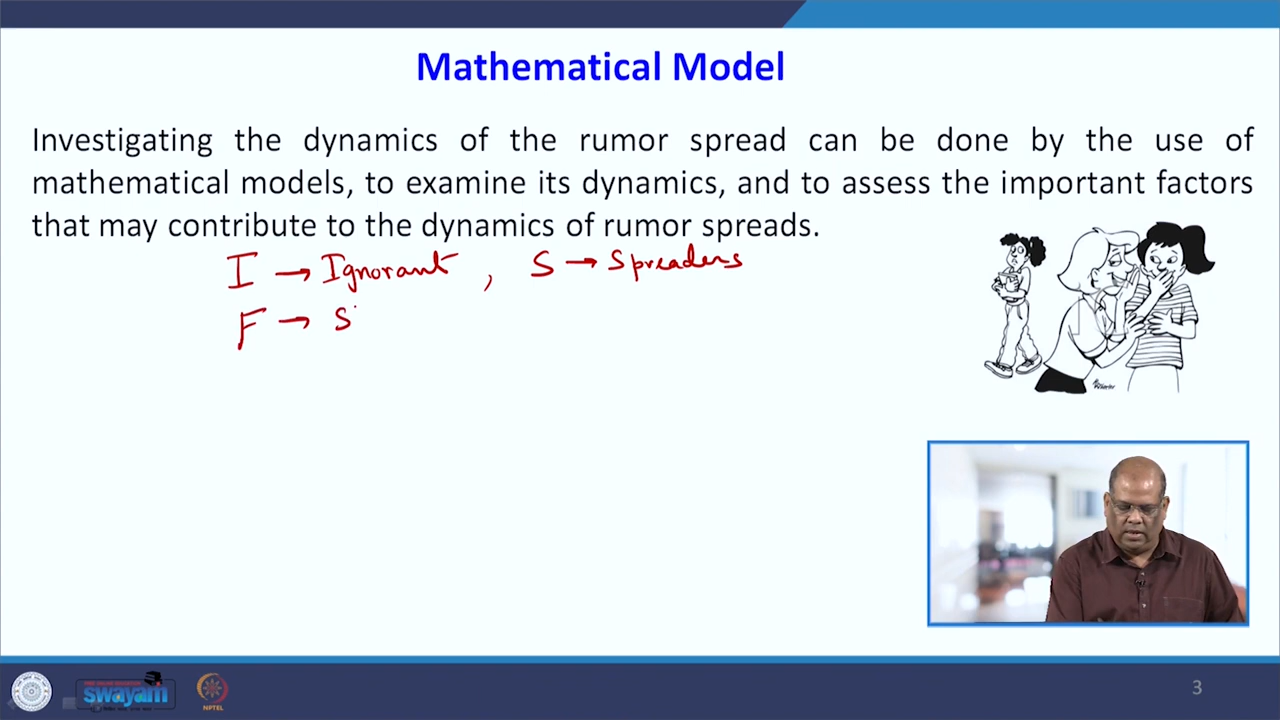 Mathematical Model
Investigating the dynamics of the rumor spread can be done by the use of
mathematical models, to examine its dynamics, and to assess the important factors
that may contribute to the dynamics of rumor spreads.
I → Ignorant , S → Spreaders
F → S
swayam
NPTEL
3